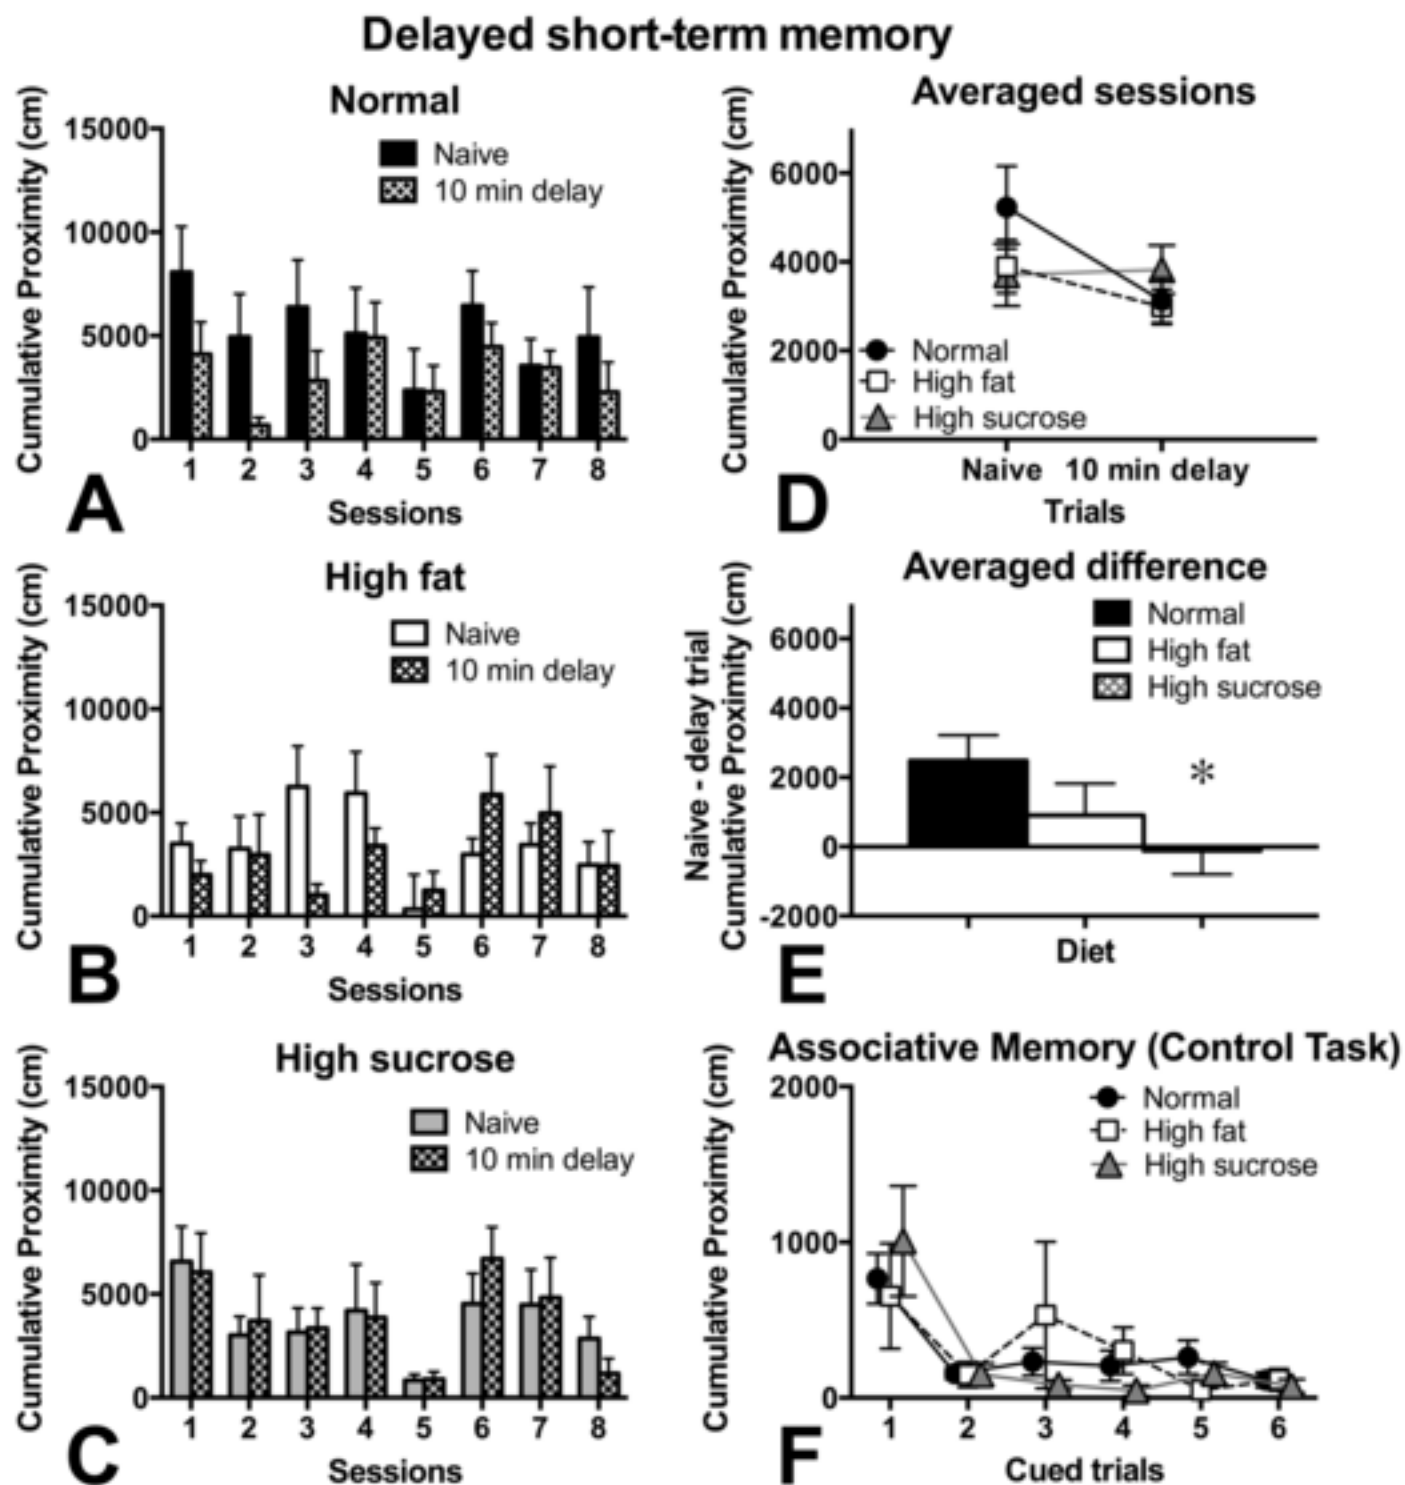 Delayed short-term memory
Normal
Cumulative Proximity (cm)
15000
10000
5000
0
Naive
10 min delay
1 2 3 4 5 6 7 8
Sessions
A
High fat
Cumulative Proximity (cm)
15000
10000
5000
0
Naive
10 min delay
1 2 3 4 5 6 7 8
Sessions
B
High sucrose
Cumulative Proximity (cm)
15000
10000
5000
0
Naive
10 min delay
1 2 3 4 5 6 7 8
Sessions
C
Averaged sessions
Cumulative Proximity (cm)
6000
4000
2000
0
Normal
High fat
High sucrose
Naive 10 min delay
Trials
D
Averaged difference
Naive - delay trial
Cumulative Proximity (cm)
6000
4000
2000
0
-2000
Normal
High fat
High sucrose
*
Diet
E
Associative Memory (Control Task)
Cumulative Proximity (cm)
2000
1000
0
Normal
High fat
High sucrose
1 2 3 4 5 6
Cued trials
F